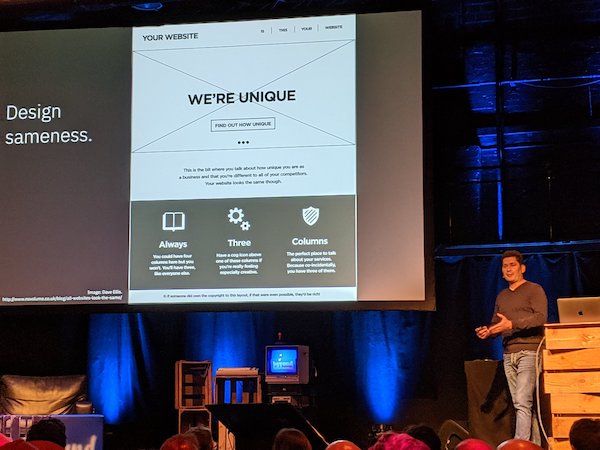 Design
sameness.
YOUR WEBSITE
IS THIS YOUR WEBSITE
WE'RE UNIQUE
FIND OUT HOW UNIQUE
This is the bit where you talk about how unique you are as
a business and that you're different to all of your competitors.
Your website looks the same though.
Always
You could have four
columns here but you
won't. You'll have three,
like everyone else.
Three
Have a cog icon above
one of these columns if
you're really feeling
especially creative.
Columns
The perfect place to talk
about your services.
Because co-incidentally,
you have three of them.
© If someone did own the copyright to this layout, if that were even possible, they'd be rich!
Image: Dave Ellis.
http://www.novolume.co.uk/blog/all-websites-look-the-same/
beyond